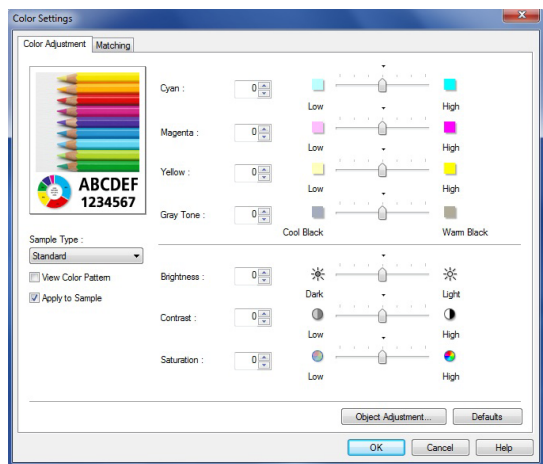 Color Settings
Color Adjustment Matching
ABCDEF
1234567
Sample Type :
Standard
View Color Pattern
Apply to Sample
Cyan : 0
Low High
Magenta : 0
Low High
Yellow : 0
Low High
Gray Tone : 0
Cool Black Warm Black
Brightness : 0
Dark Light
Contrast : 0
Low High
Saturation : 0
Low High
Object Adjustment... Defaults
OK Cancel Help